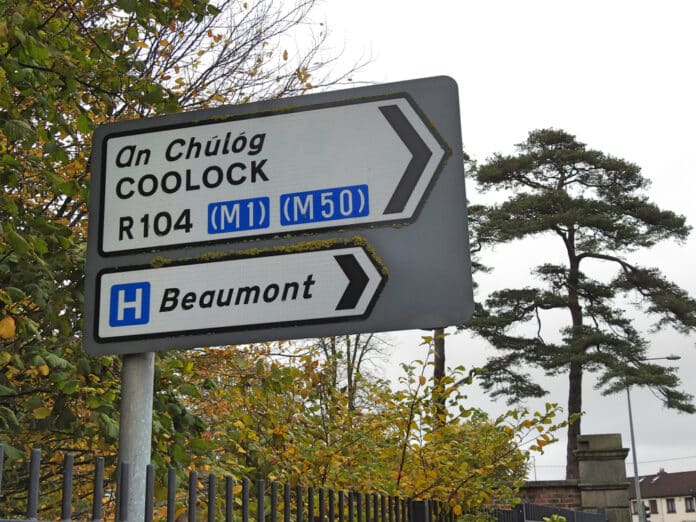 an Chúlóg
COOLOCK
R104 (M1) (M50)
H Beaumont